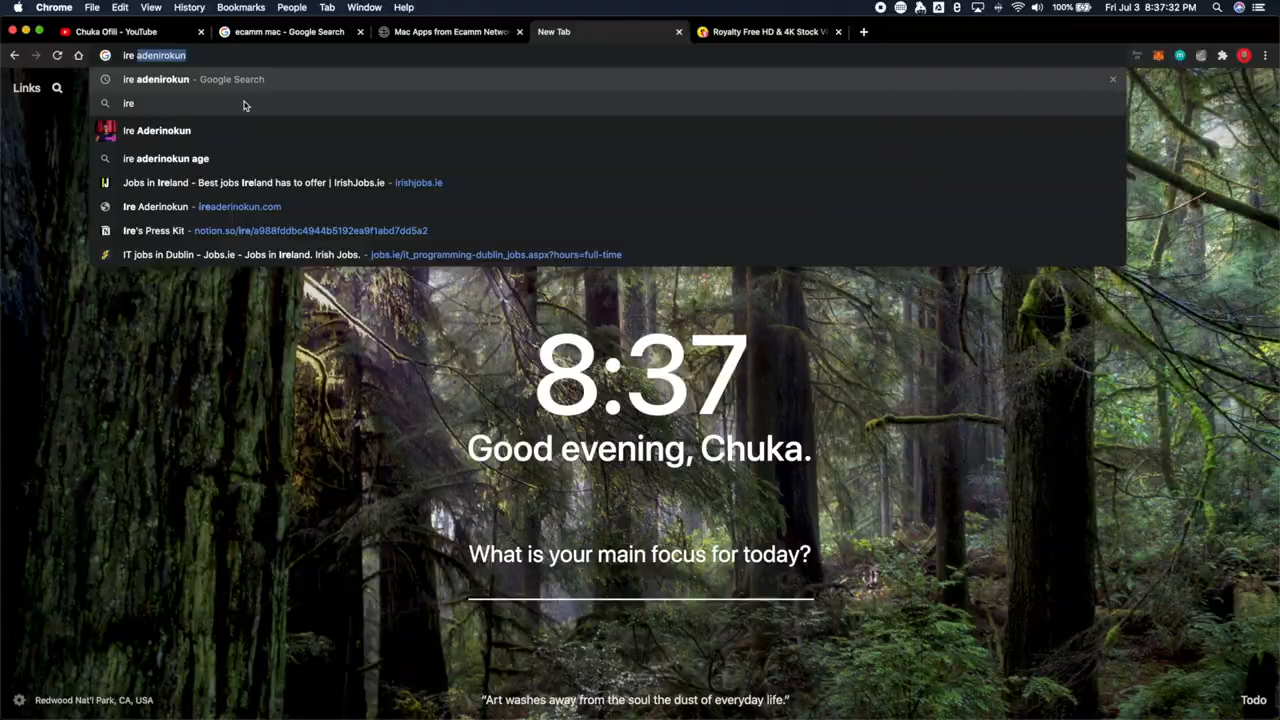 Chrome File Edit View History Bookmarks People Tab Window Help 100% Fri Jul 3 8:37:32 PM
Chuka Ofili - YouTube ecamm mac - Google Search Mac Apps from Ecamm Netwo New Tab Royalty Free HD & 4K Stock V
ire adenirokun
Links
ire adenirokun - Google Search
ire
Ire Aderinokun
ire aderinokun age
Jobs in Ireland - Best jobs Ireland has to offer | IrishJobs.ie - irishjobs.ie
Ire Aderinokun - ireaderinokun.com
Ire's Press Kit - notion.so/ire/a988fddbc4944b5192ea9f1abd7dd5a2
IT jobs in Dublin - Jobs.ie - Jobs in Ireland. Irish Jobs. - jobs.ie/it_programming-dublin_jobs.aspx?hours=full-time
8:37
Good evening, Chuka.
What is your main focus for today?
Redwood Nat'l Park, CA, USA
“Art washes away from the soul the dust of everyday life.”
Todo